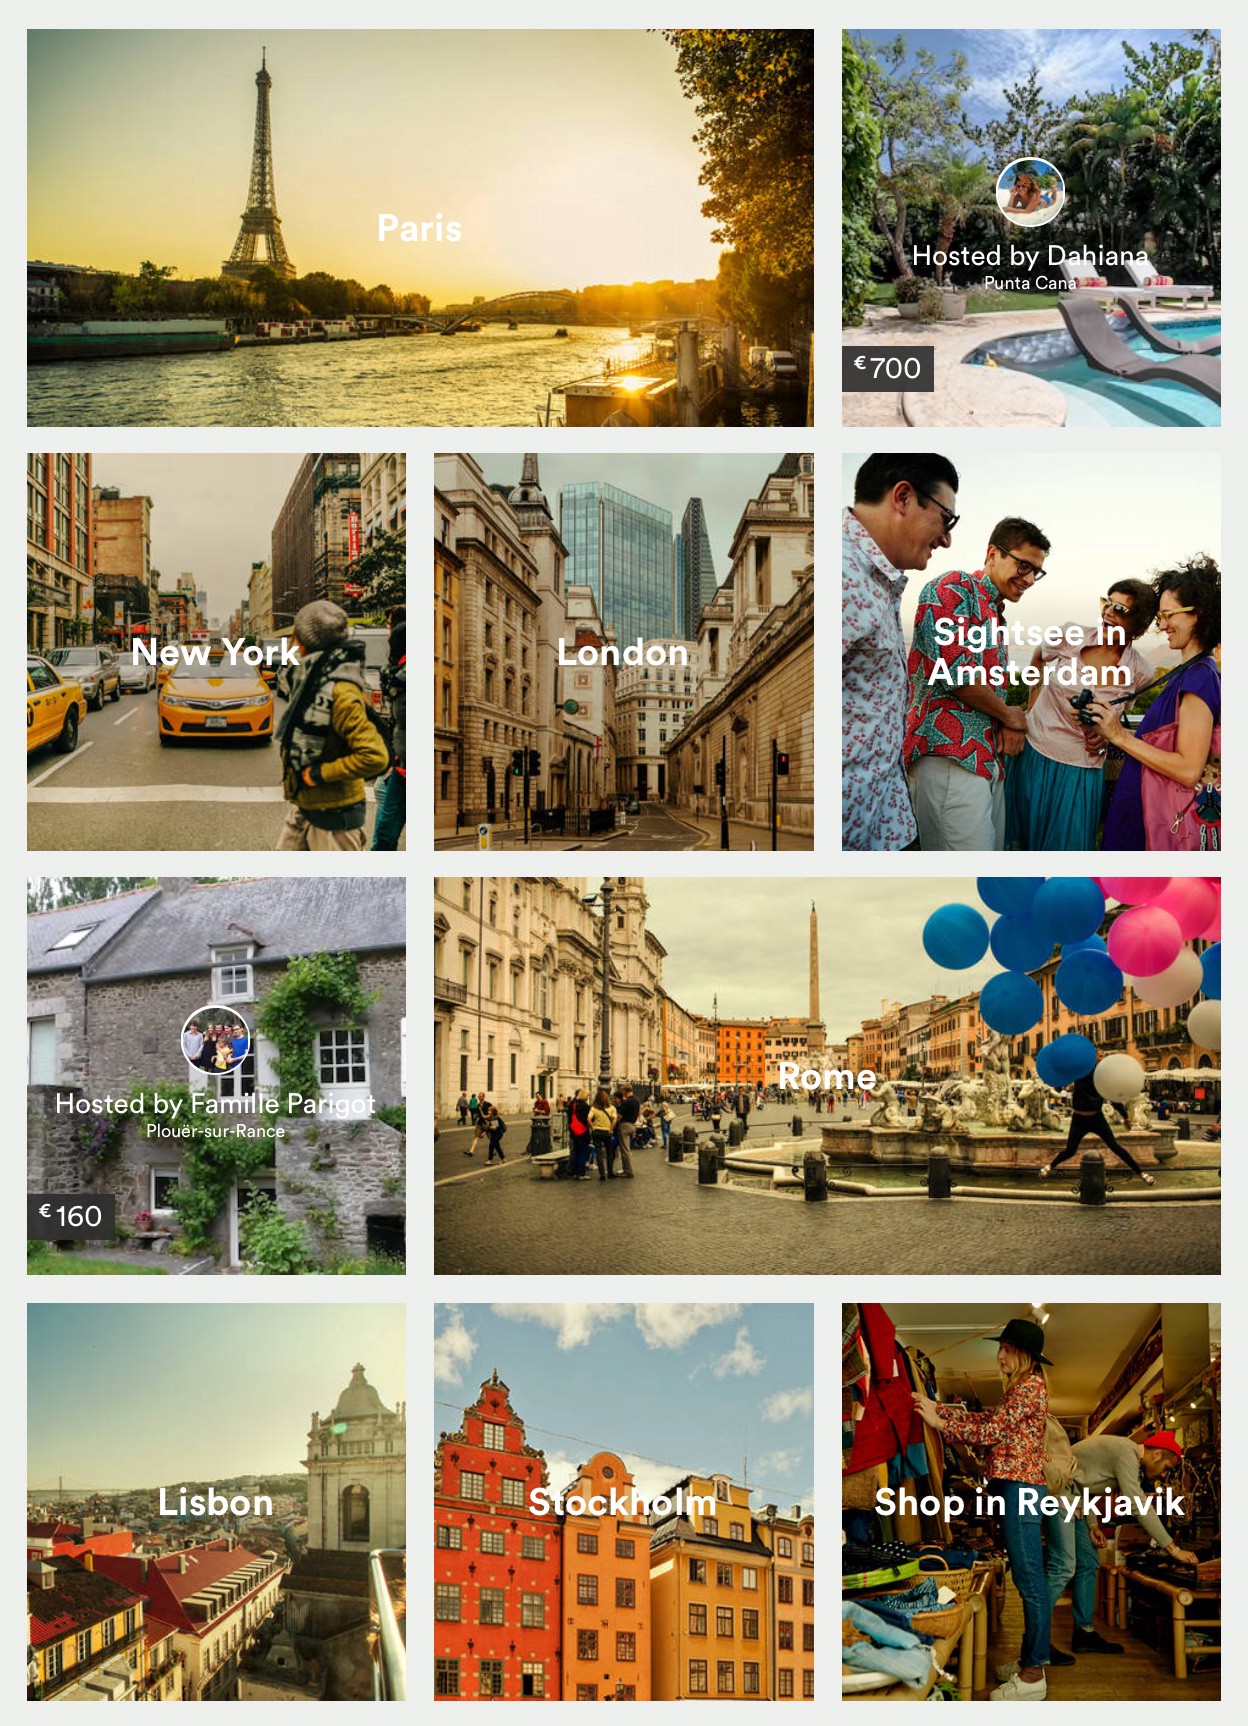 Paris
Hosted by Dahiana
Punta Cana
€700
New York
London
Sightsee in
Amsterdam
Hosted by Famille Parigot
Plouër-sur-Rance
€160
Rome
Lisbon
Stockholm
Shop in Reykjavik